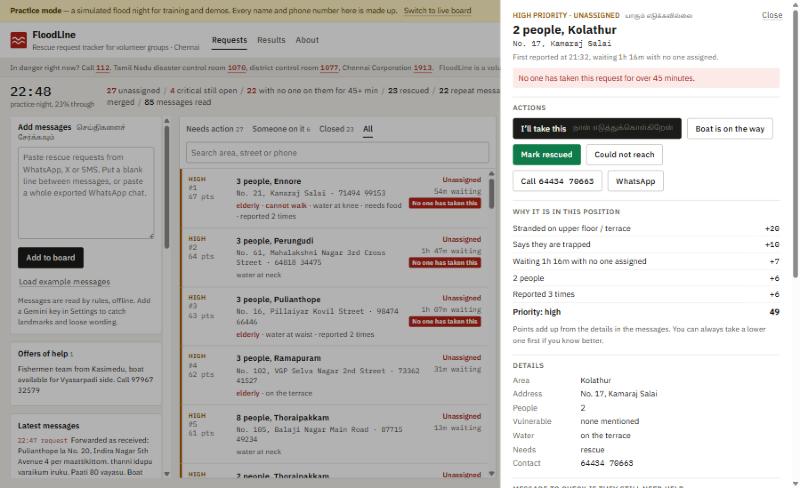 Practice mode — a simulated flood night for training and demos. Every name and phone number here is made up. Switch to live board
FloodLine
Rescue request tracker for volunteer groups · Chennai
Requests Results About
In danger right now? Call 112. Tamil Nadu disaster control room 1070, district control room 1077, Chennai Corporation 1913. FloodLine is a volu
22:48
practice night, 23% through
27 unassigned / 4 critical still open / 22 with no one on them for 45+ min / 23 rescued / 22 repeat messa
merged / 85 messages read
Add messages செய்திகளைச்
சேர்க்கவும்
Paste rescue requests from
WhatsApp, X or SMS. Put a blank
line between messages, or paste
a whole exported WhatsApp chat.
Add to board
Load example messages
Messages are read by rules, offline. Add
a Gemini key in Settings to catch
landmarks and loose wording.
Offers of help 1
Fishermen team from Kasimedu, boat
available for Vyasarpadi side. Call 97967
32579
Latest messages
22:47 request Forwarded as received:
Pulianthope la No. 20, Indira Nagar 5th
Avenue 4 per maattikittom. thanni idupu
varaikum iruku. Paati 80 vayasu. Boat
Needs action 27 Someone on it 6 Closed 23 All
Search area, street or phone
HIGH
#1
67 pts
3 people, Ennore
No. 21, Kamaraj Salai · 71494 99153
elderly · cannot walk · water at knee · needs food
· reported 2 times
Unassigned
54m waiting
No one has taken this
HIGH
#2
64 pts
3 people, Perungudi
No. 61, Mahalakshmi Nagar 3rd Cross
Street · 64818 34475
water at neck
Unassigned
1h 47m waiting
No one has taken this
HIGH
#3
63 pts
3 people, Pulianthope
No. 16, Pillaiyar Kovil Street · 98474
66446
elderly · water at waist · reported 2 times
Unassigned
1h 07m waiting
No one has taken this
HIGH
#4
62 pts
3 people, Ramapuram
No. 102, VGP Selva Nagar 2nd Street · 73362
41527
elderly · on the terrace
Unassigned
31m waiting
HIGH
#5
61 pts
8 people, Thoraipakkam
No. 105, Balaji Nagar Main Road · 87715
49234
water at neck
Unassigned
13m waiting
HIGH
2 people, Thoraipakkam
Unassigned
HIGH PRIORITY · UNASSIGNED யாரும் எடுக்கவில்லை
Close
2 people, Kolathur
No. 17, Kamaraj Salai
First reported at 21:32, waiting 1h 16m with no one assigned.
No one has taken this request for over 45 minutes.
ACTIONS
I'll take this நான் எடுத்துக்கொள்கிறேன்
Boat is on the way
Mark rescued
Could not reach
Call 64434 70663
WhatsApp
WHY IT IS IN THIS POSITION
Stranded on upper floor / terrace +20
Says they are trapped +10
Waiting 1h 16m with no one assigned +7
2 people +6
Reported 3 times +6
Priority: high 49
Points add up from the details in the messages. You can always take a lower
one first if you know better.
DETAILS
Area Kolathur
Address No. 17, Kamaraj Salai
People 2
Vulnerable none mentioned
Water on the terrace
Needs rescue
Contact 64434 70663